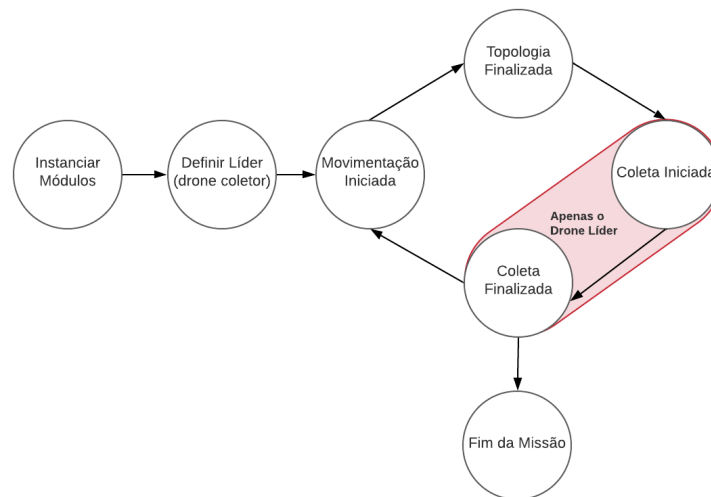 Topologia
Finalizada
Instanciar
Módulos
Definir Líder
(drone coletor)
Movimentação
Iniciada
Coleta Iniciada
Apenas o
Drone Líder
Coleta
Finalizada
Fim da Missão